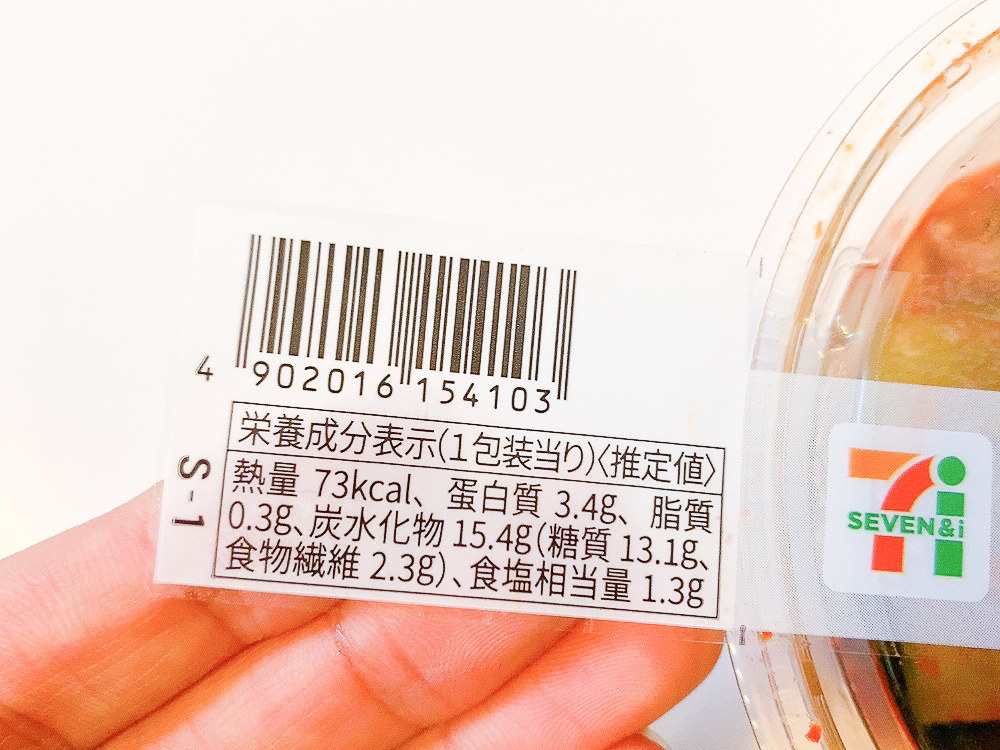 4 902016 154103
栄養成分表示(1包装当り)〈推定値〉
熱量 73kcal、蛋白質 3.4g、脂質
0.3g、炭水化物 15.4g(糖質 13.1g、
食物繊維 2.3g)、食塩相当量 1.3g
S-1
7i
SEVEN&i